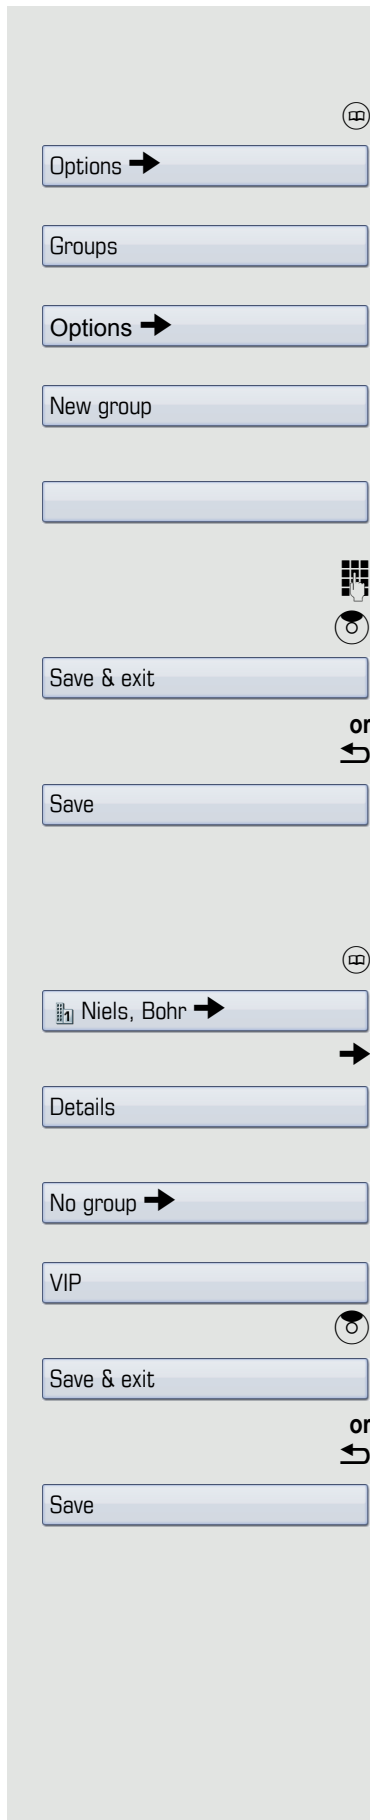 Options
Groups
Options
New group
Save & exit
or
Save
1 Niels, Bohr
Details
No group
VIP
Save & exit
or
Save